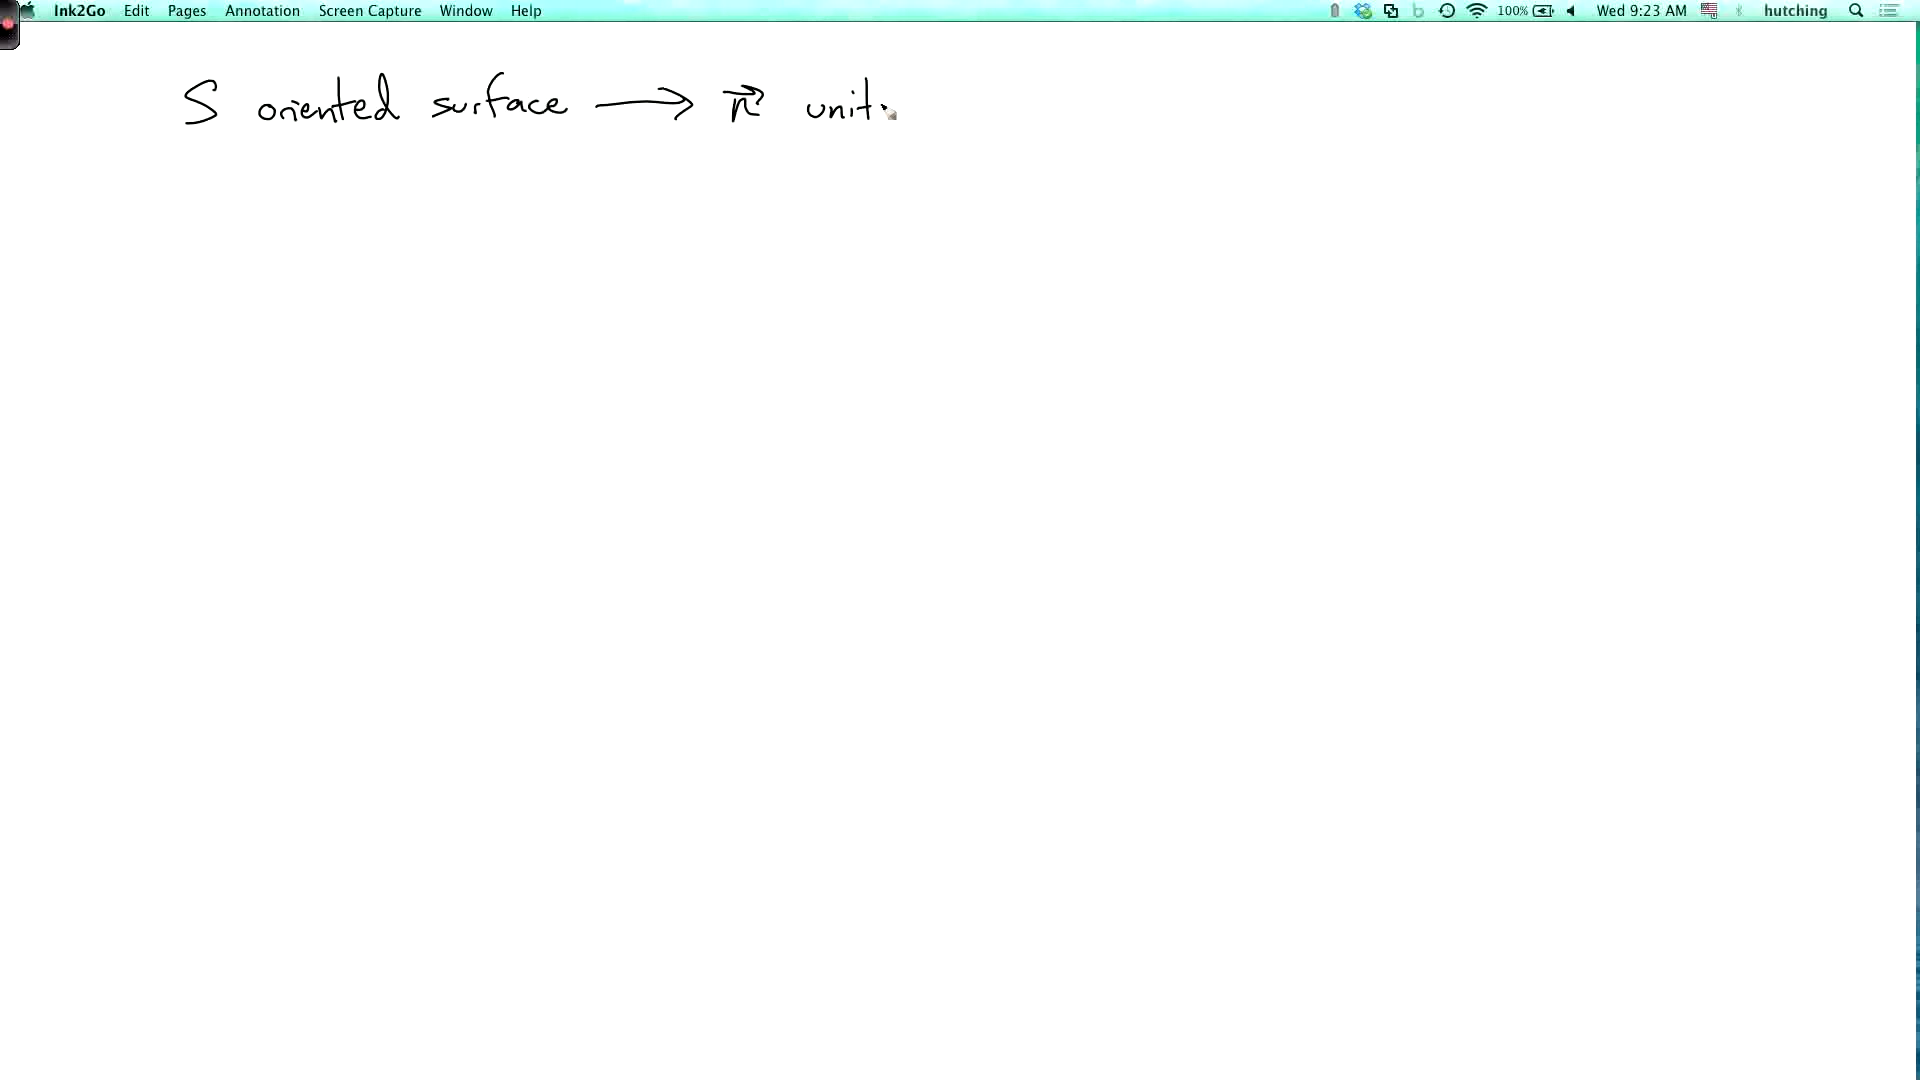 Ink2Go Edit Pages Annotation Screen Capture Window Help 100% Wed 9:23 AM hutching
S oriented surface ⟶ n⃗ unit